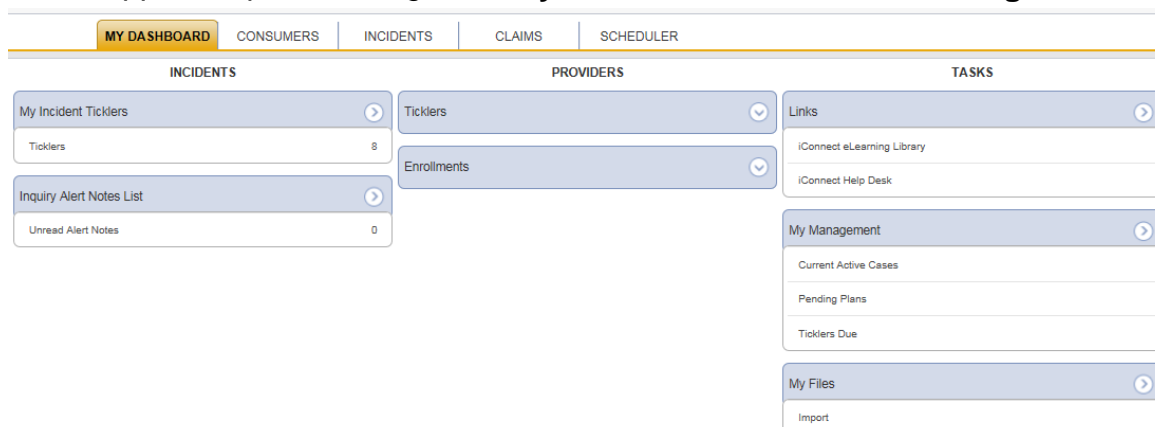 MY DASHBOARD CONSUMERS INCIDENTS CLAIMS SCHEDULER
INCIDENTS
My Incident Ticklers
Ticklers 8
Inquiry Alert Notes List
Unread Alert Notes 0
PROVIDERS
Ticklers
Enrollments
TASKS
Links
iConnect eLearning Library
iConnect Help Desk
My Management
Current Active Cases
Pending Plans
Ticklers Due
My Files
Import